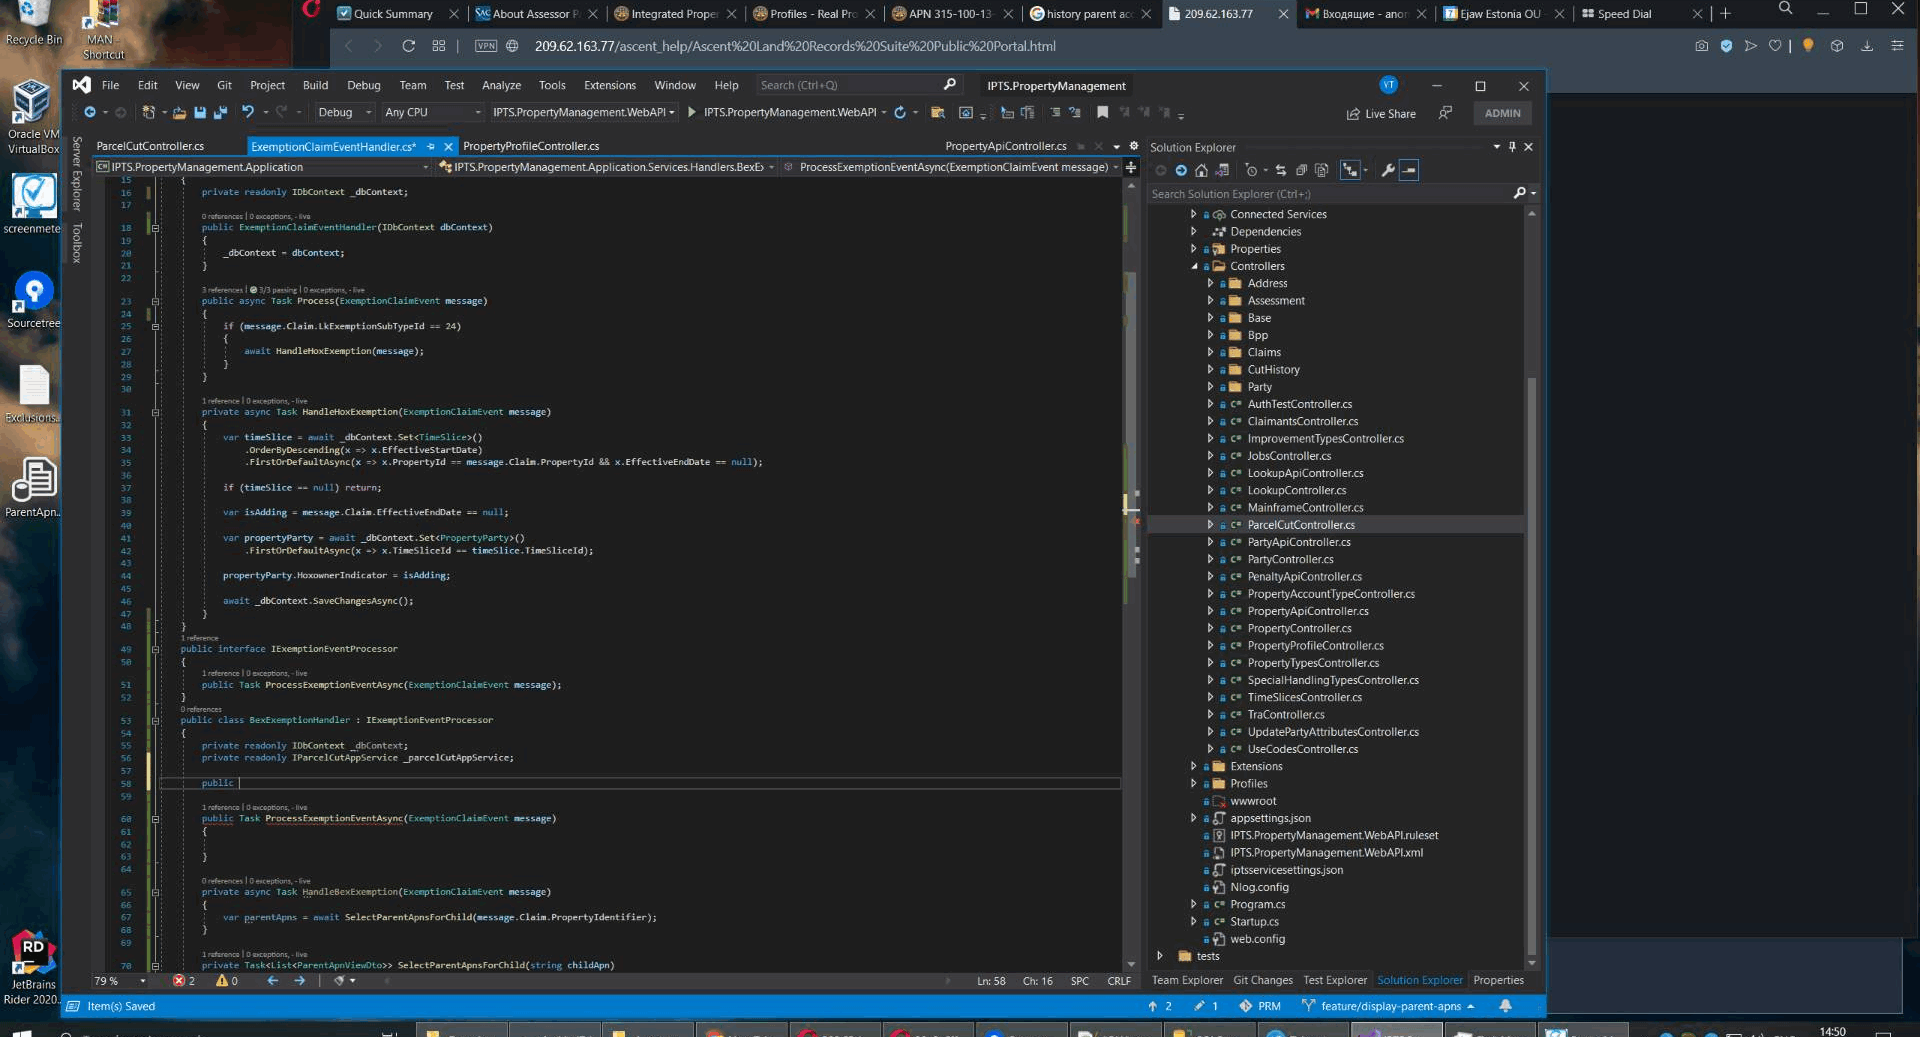 Recycle Bin
MAN - Shortcut
Oracle VM VirtualBox
screenmete
Sourcetree
Exclusions.
ParentApn..
RD
JetBrains Rider 2020..
Quick Summary
About Assessor P
Integrated Prope
Profiles - Real Pro
APN 315-100-13-
history parent ac
209.62.163.77
Входящие - anor
Ejaw Estonia OU -
Speed Dial
VPN
209.62.163.77/ascent_help/Ascent%20Land%20Records%20Suite%20Public%20Portal.html
File Edit View Git Project Build Debug Team Test Analyze Tools Extensions Window Help Search (Ctrl+Q) IPTS.PropertyManagement YT
Debug Any CPU IPTS.PropertyManagement.WebAPI IPTS.PropertyManagement.WebAPI Live Share ADMIN
Server Explorer
Toolbox
ParcelCutController.cs ExemptionClaimEventHandler.cs* PropertyProfileController.cs PropertyApiController.cs
IPTS.PropertyManagement.Application IPTS.PropertyManagement.Application.Services.Handlers.BexE> ProcessExemptionEventAsync(ExemptionClaimEvent message)
15 {
16 private readonly IDbContext _dbContext;
17
0 references | 0 exceptions, - live
18 public ExemptionClaimEventHandler(IDbContext dbContext)
19 {
20 _dbContext = dbContext;
21 }
22
3 references | 3/3 passing | 0 exceptions, - live
23 public async Task Process(ExemptionClaimEvent message)
24 {
25 if (message.Claim.LkExemptionSubTypeId == 24)
26 {
27 await HandleHoxExemption(message);
28 }
29 }
30
1 reference | 0 exceptions, - live
31 private async Task HandleHoxExemption(ExemptionClaimEvent message)
32 {
33 var timeSlice = await _dbContext.Set<TimeSlice>()
34 .OrderByDescending(x => x.EffectiveStartDate)
35 .FirstOrDefaultAsync(x => x.PropertyId == message.Claim.PropertyId && x.EffectiveEndDate == null);
36
37 if (timeSlice == null) return;
38
39 var isAdding = message.Claim.EffectiveEndDate == null;
40
41 var propertyParty = await _dbContext.Set<PropertyParty>()
42 .FirstOrDefaultAsync(x => x.TimeSliceId == timeSlice.TimeSliceId);
43
44 propertyParty.HoxownerIndicator = isAdding;
45
46 await _dbContext.SaveChangesAsync();
47 }
48 }
1 reference
49 public interface IExemptionEventProcessor
50 {
1 reference | 0 exceptions, - live
51 public Task ProcessExemptionEventAsync(ExemptionClaimEvent message);
52 }
0 references
53 public class BexExemptionHandler : IExemptionEventProcessor
54 {
55 private readonly IDbContext _dbContext;
56 private readonly IParcelCutAppService _parcelCutAppService;
57
58 public
59
1 reference | 0 exceptions, - live
60 public Task ProcessExemptionEventAsync(ExemptionClaimEvent message)
61 {
62
63 }
64
0 references | 0 exceptions, - live
65 private async Task HandleBexExemption(ExemptionClaimEvent message)
66 {
67 var parentApns = await SelectParentApnsForChild(message.Claim.PropertyIdentifier);
68 }
69
1 reference | 0 exceptions, - live
70 private Task<List<ParentApnViewDto>> SelectParentApnsForChild(string childApn)
79 % 2 0 Ln: 58 Ch: 16 SPC CRLF
Solution Explorer
Search Solution Explorer (Ctrl+;)
Connected Services
Dependencies
Properties
Controllers
Address
Assessment
Base
Bpp
Claims
CutHistory
Party
AuthTestController.cs
ClaimantsController.cs
ImprovementTypesController.cs
JobsController.cs
LookupApiController.cs
LookupController.cs
MainframeController.cs
ParcelCutController.cs
PartyApiController.cs
PartyController.cs
PenaltyApiController.cs
PropertyAccountTypeController.cs
PropertyApiController.cs
PropertyController.cs
PropertyProfileController.cs
PropertyTypesController.cs
SpecialHandlingTypesController.cs
TimeSlicesController.cs
TraController.cs
UpdatePartyAttributesController.cs
UseCodesController.cs
Extensions
Profiles
wwwroot
appsettings.json
IPTS.PropertyManagement.WebAPI.ruleset
IPTS.PropertyManagement.WebAPI.xml
iptsservicesettings.json
Nlog.config
Program.cs
Startup.cs
web.config
tests
Team Explorer Git Changes Test Explorer Solution Explorer Properties
Item(s) Saved 2 1 PRM feature/display-parent-apns
14:50